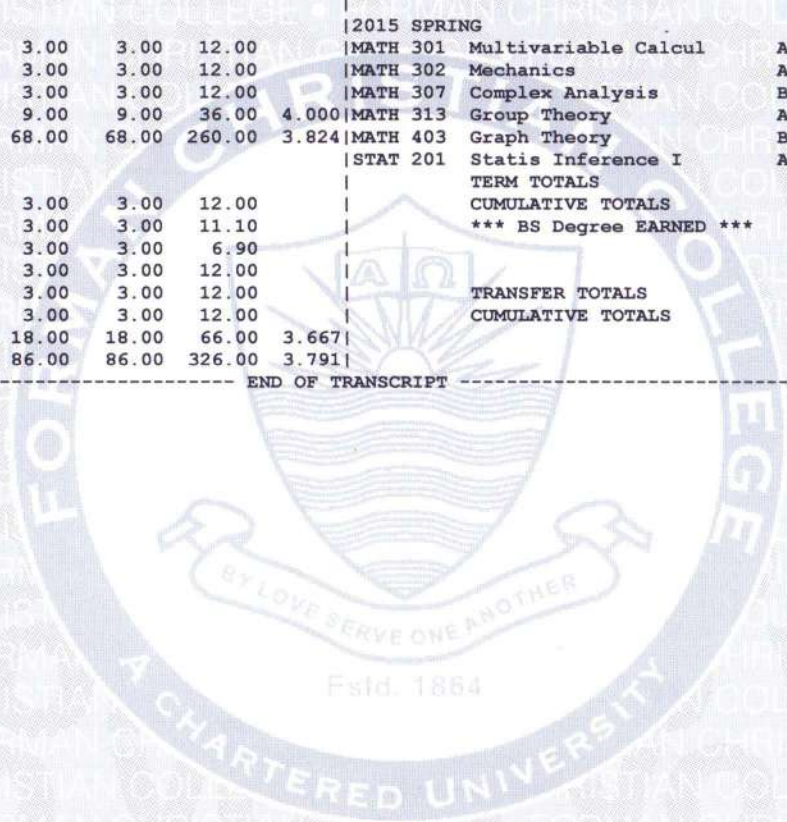 |2015 SPRING
3.00 3.00 12.00 |MATH 301 Multivariable Calcul A
3.00 3.00 12.00 |MATH 302 Mechanics A
3.00 3.00 12.00 |MATH 307 Complex Analysis B
9.00 9.00 36.00 4.000|MATH 313 Group Theory A
68.00 68.00 260.00 3.824|MATH 403 Graph Theory B
|STAT 201 Statis Inference I A
| TERM TOTALS
3.00 3.00 12.00 | CUMULATIVE TOTALS
3.00 3.00 11.10 | *** BS Degree EARNED ***
3.00 3.00 6.90 |
3.00 3.00 12.00 |
3.00 3.00 12.00 | TRANSFER TOTALS
3.00 3.00 12.00 | CUMULATIVE TOTALS
18.00 18.00 66.00 3.667|
86.00 86.00 326.00 3.791|
---------------------- END OF TRANSCRIPT ------------------------------
FORMAN CHRISTIAN COLLEGE
Α Ω
BY LOVE SERVE ONE ANOTHER
Estd. 1864
A CHARTERED UNIVERSITY